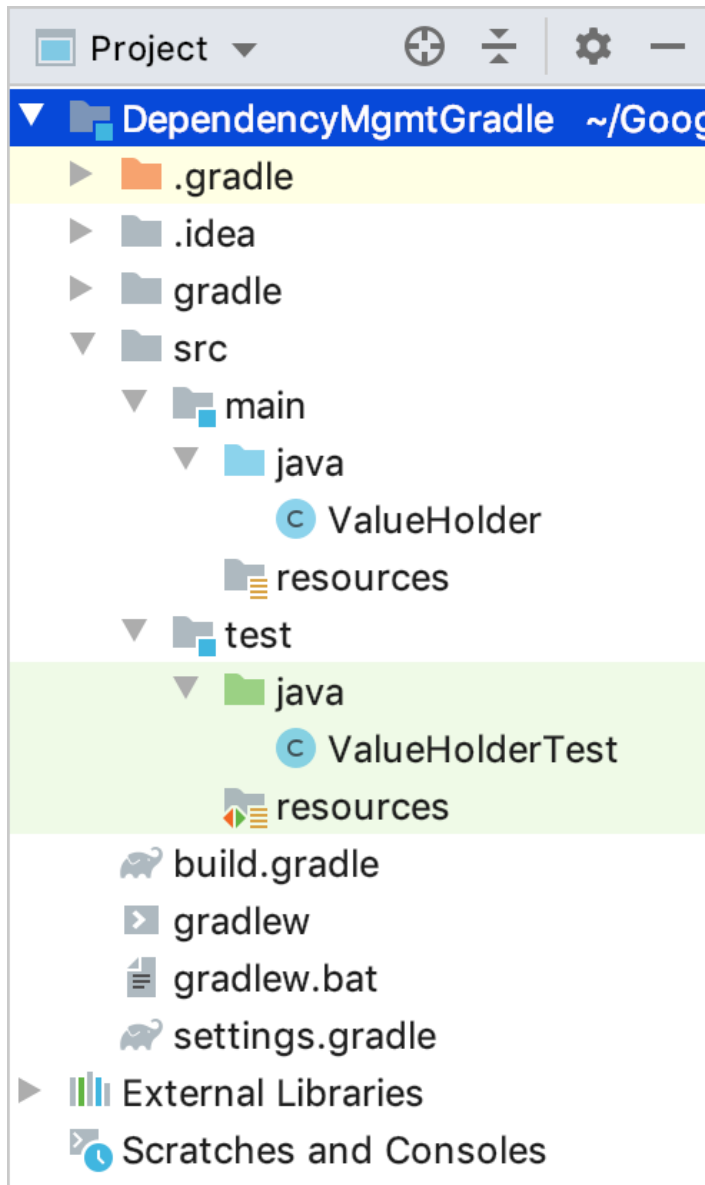 Project
DependencyMgmtGradle ~/Goog
.gradle
.idea
gradle
src
main
java
C ValueHolder
resources
test
java
C ValueHolderTest
resources
build.gradle
gradlew
gradlew.bat
settings.gradle
External Libraries
Scratches and Consoles